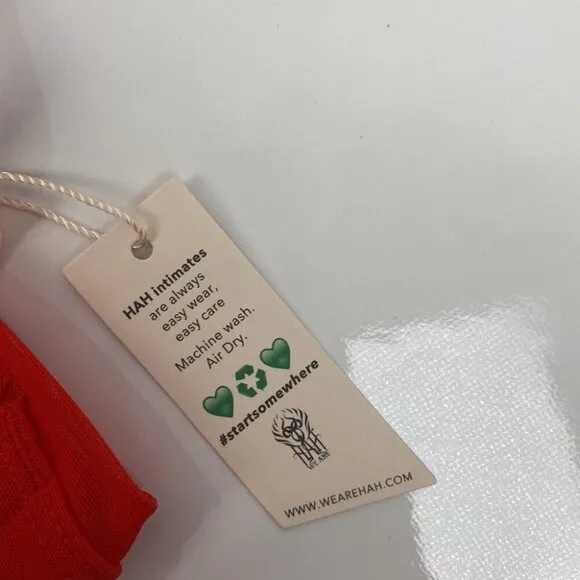 HAH intimates
are always
easy wear,
easy care
Machine wash.
Air Dry.
#startsomewhere
HAH
WE ARE
WWW.WEAREHAH.COM